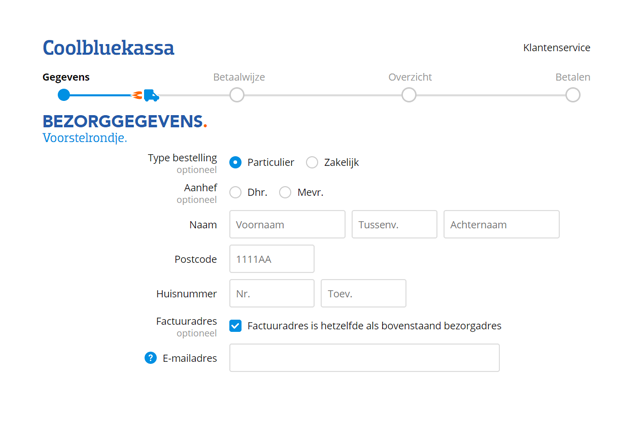 Coolbluekassa
Klantenservice
Gegevens Betaalwijze Overzicht Betalen
BEZORGGEGEVENS.
Voorstelrondje.
Type bestelling Particulier Zakelijk
optioneel
Aanhef Dhr. Mevr.
optioneel
Naam Voornaam Tussenv. Achternaam
Postcode 1111AA
Huisnummer Nr. Toev.
Factuuradres Factuuradres is hetzelfde als bovenstaand bezorgadres
optioneel
? E-mailadres